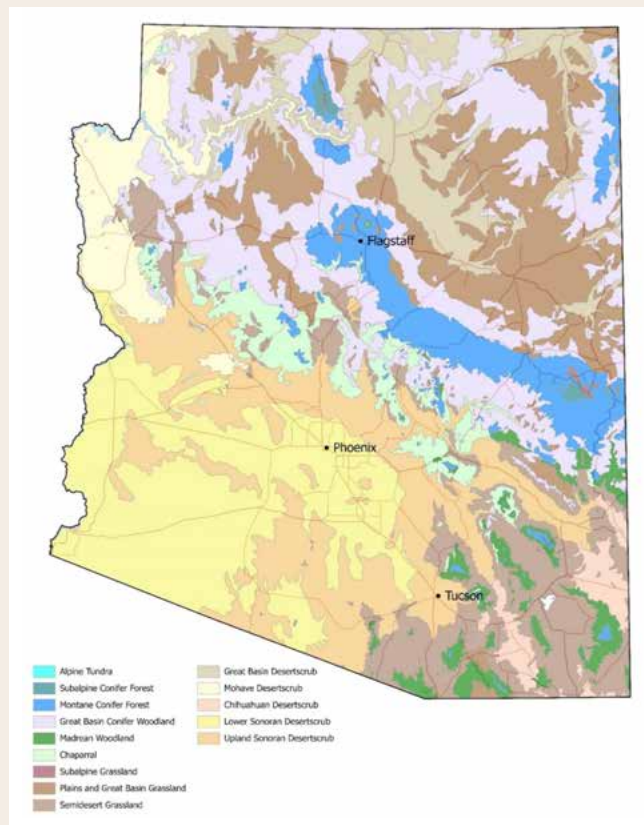 Flagstaff
Phoenix
Tucson
Alpine Tundra
Subalpine Conifer Forest
Montane Conifer Forest
Great Basin Conifer Woodland
Madrean Woodland
Chaparral
Subalpine Grassland
Plains and Great Basin Grassland
Semidesert Grassland
Great Basin Desertscrub
Mohave Desertscrub
Chihuahuan Desertscrub
Lower Sonoran Desertscrub
Upland Sonoran Desertscrub